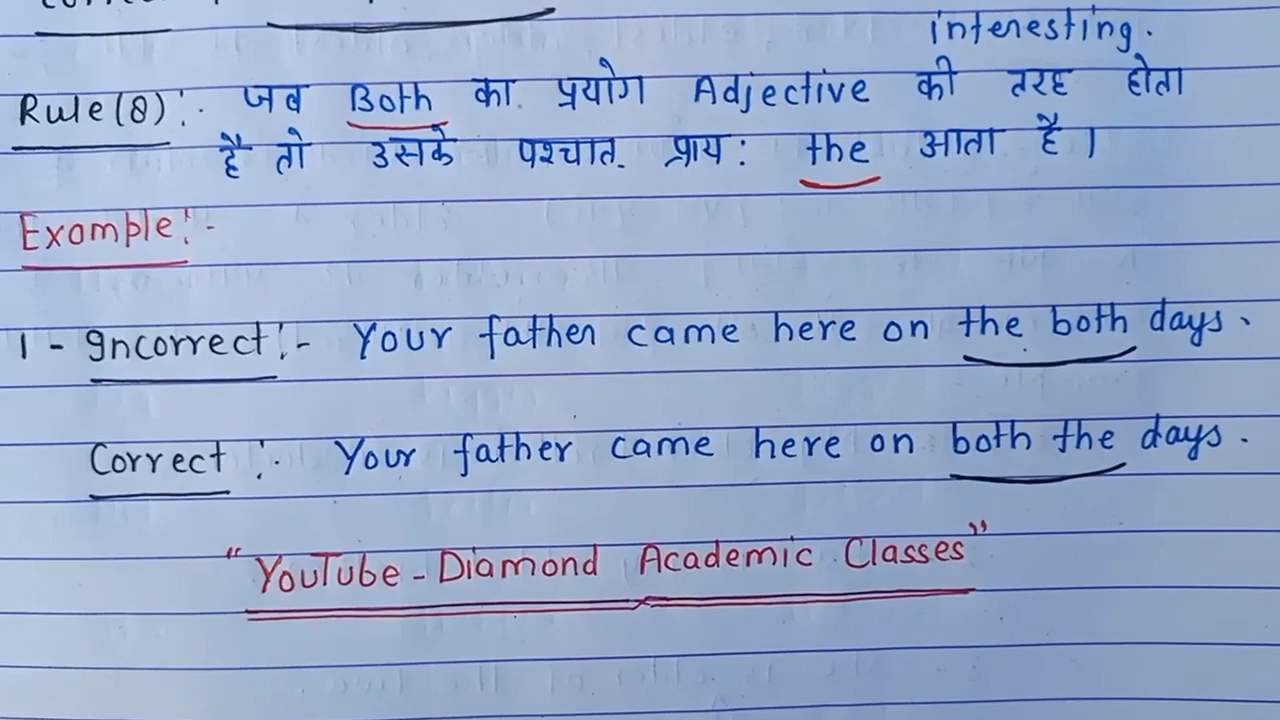 interesting.
Rule(8):- जब Both का प्रयोग Adjective की तरह होता
है तो उसके पश्चात प्राय: the आता है।
Example:-
1- Incorrect:- Your father came here on the both days.
Correct:- Your father came here on both the days.
"YouTube-Diamond Academic Classes"